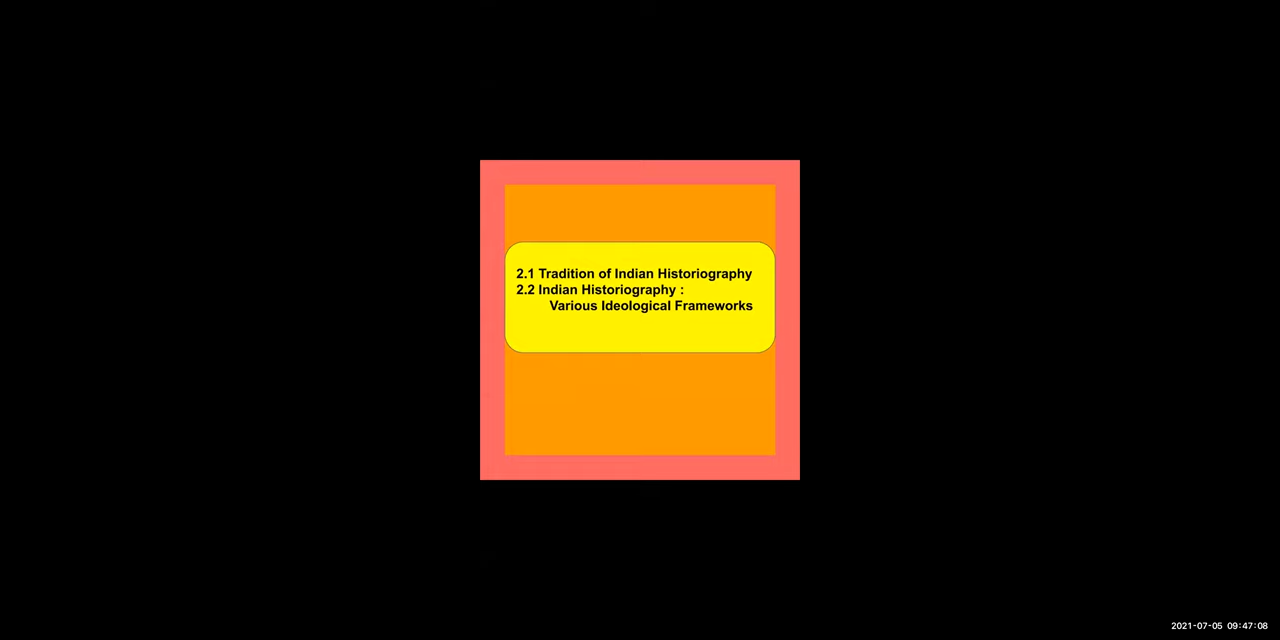 2.1 Tradition of Indian Historiography
2.2 Indian Historiography :
Various Ideological Frameworks
2021-07-05 09:47:08